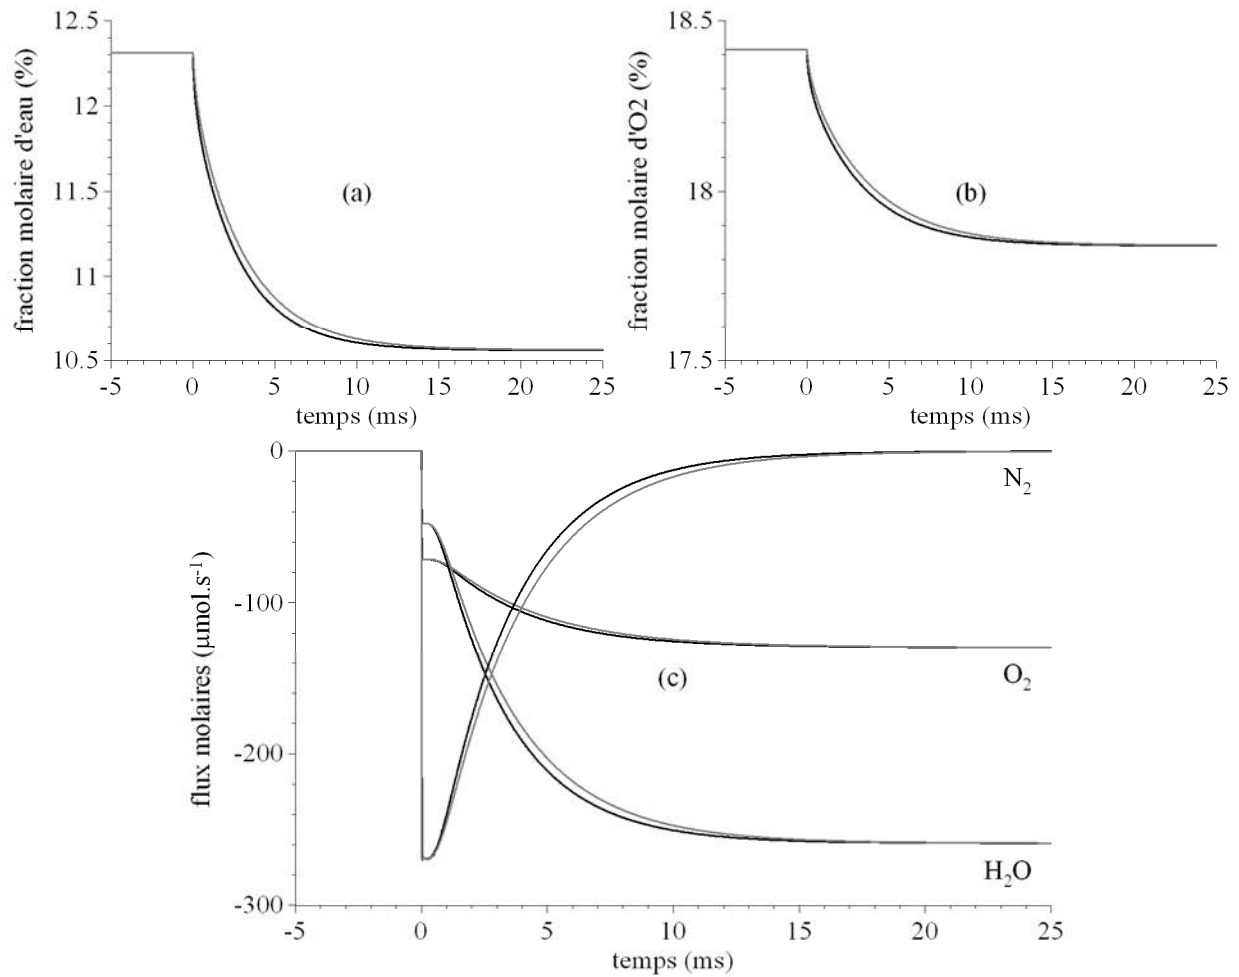 12.5
12
11.5
11
10.5
fraction molaire d'eau (%)
(a)
-5 0 5 10 15 20 25
temps (ms)
18.5
18
17.5
fraction molaire d'O2 (%)
(b)
-5 0 5 10 15 20 25
temps (ms)
0
-100
-200
-300
flux molaires (µmol.s-1)
N2
(c)
O2
H2O
-5 0 5 10 15 20 25
temps (ms)